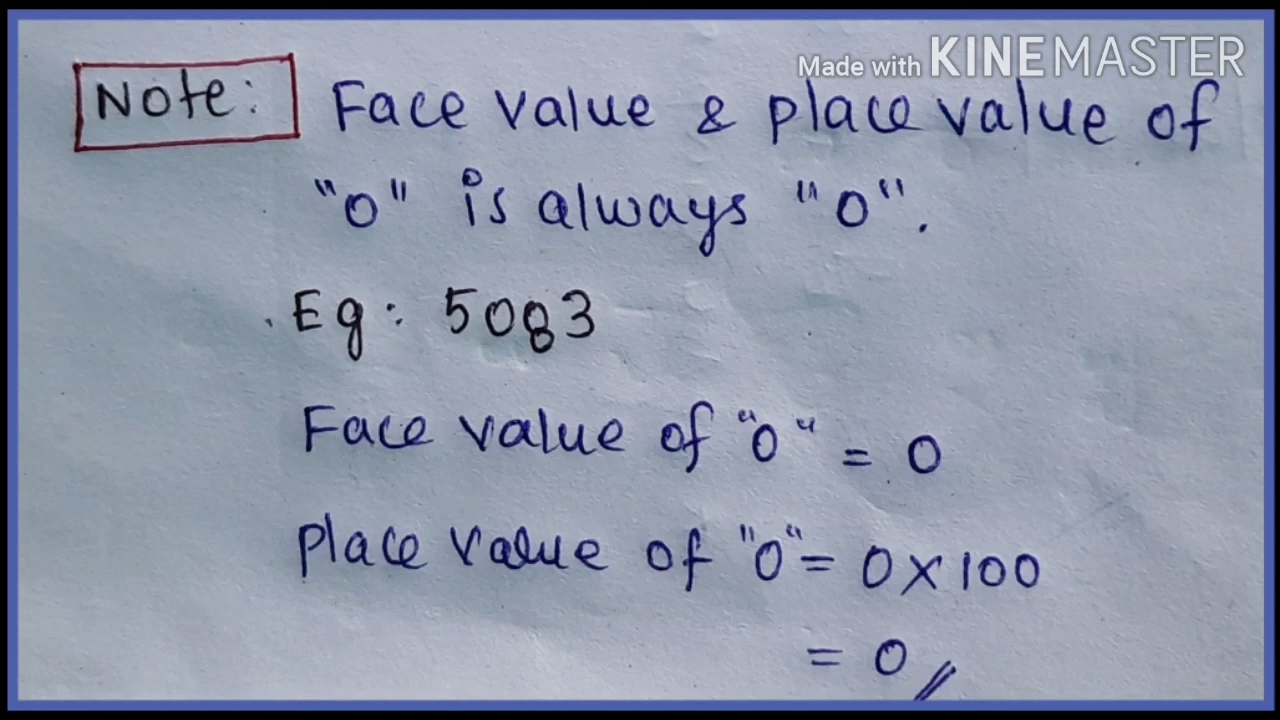 Made with KINEMASTER
Note: Face value & place value of
"0" is always "0".
Eg: 5083
Face value of "0" = 0
place value of "0" = 0 × 100
= 0